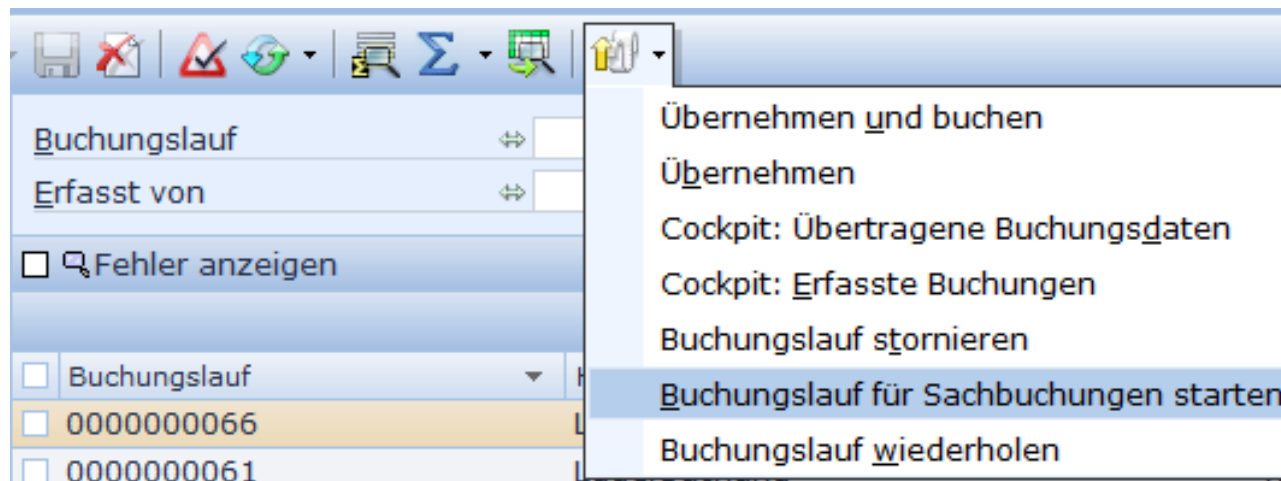 Buchungslauf
Erfasst von
Fehler anzeigen
Buchungslauf
0000000066
0000000061
Übernehmen und buchen
Übernehmen
Cockpit: Übertragene Buchungsdaten
Cockpit: Erfasste Buchungen
Buchungslauf stornieren
Buchungslauf für Sachbuchungen starten
Buchungslauf wiederholen